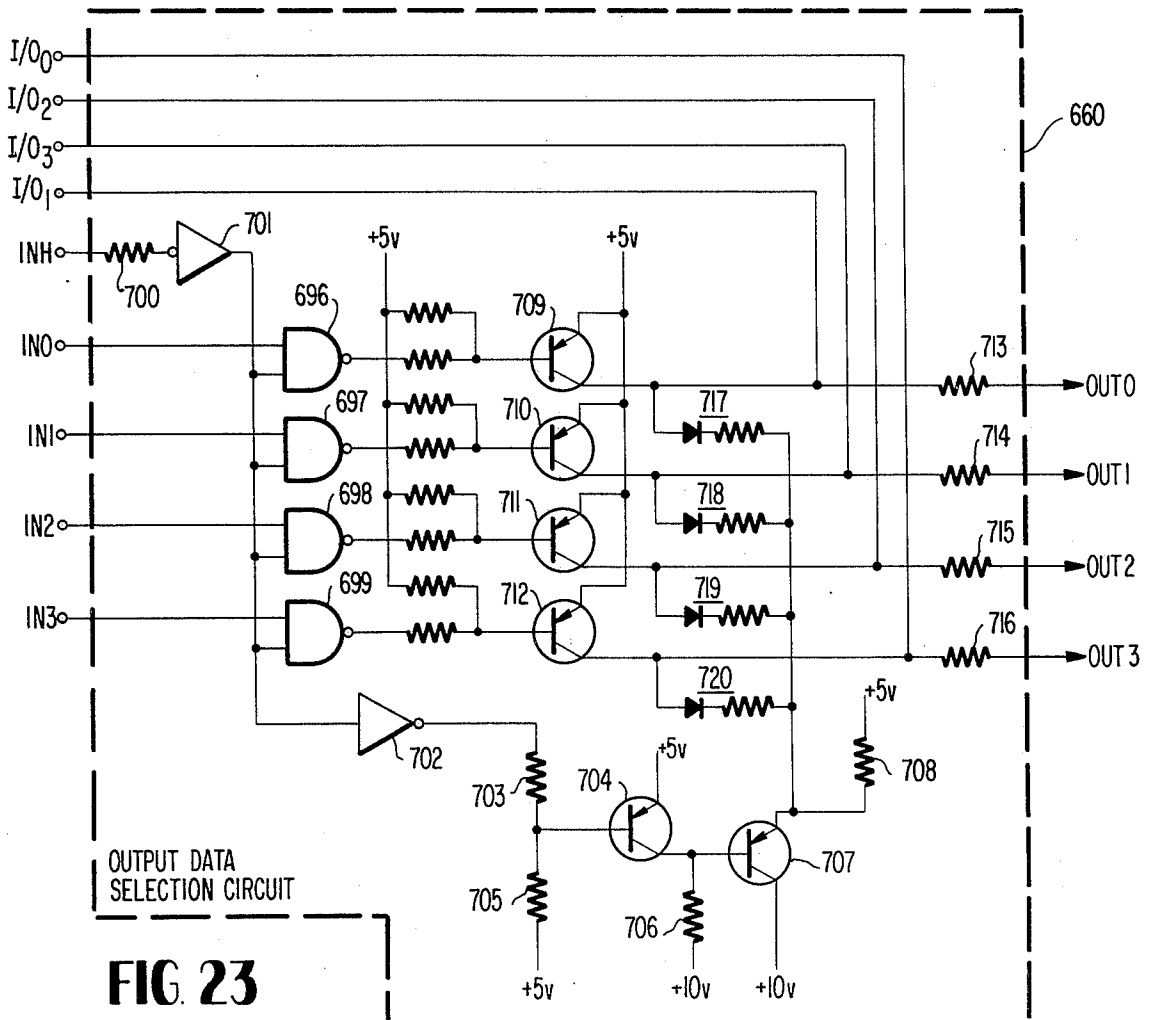 I/O0
I/O2
I/O3
I/O1
660
INH
701
700
+5v
+5v
696
709
713
IN0
OUT0
697
710
717
714
IN1
OUT1
698
711
718
715
IN2
OUT2
699
712
719
716
IN3
OUT3
720
+5v
702
704
+5v
708
703
707
OUTPUT DATA
SELECTION CIRCUIT
705
706
FIG. 23
+5v
+10v
+10v